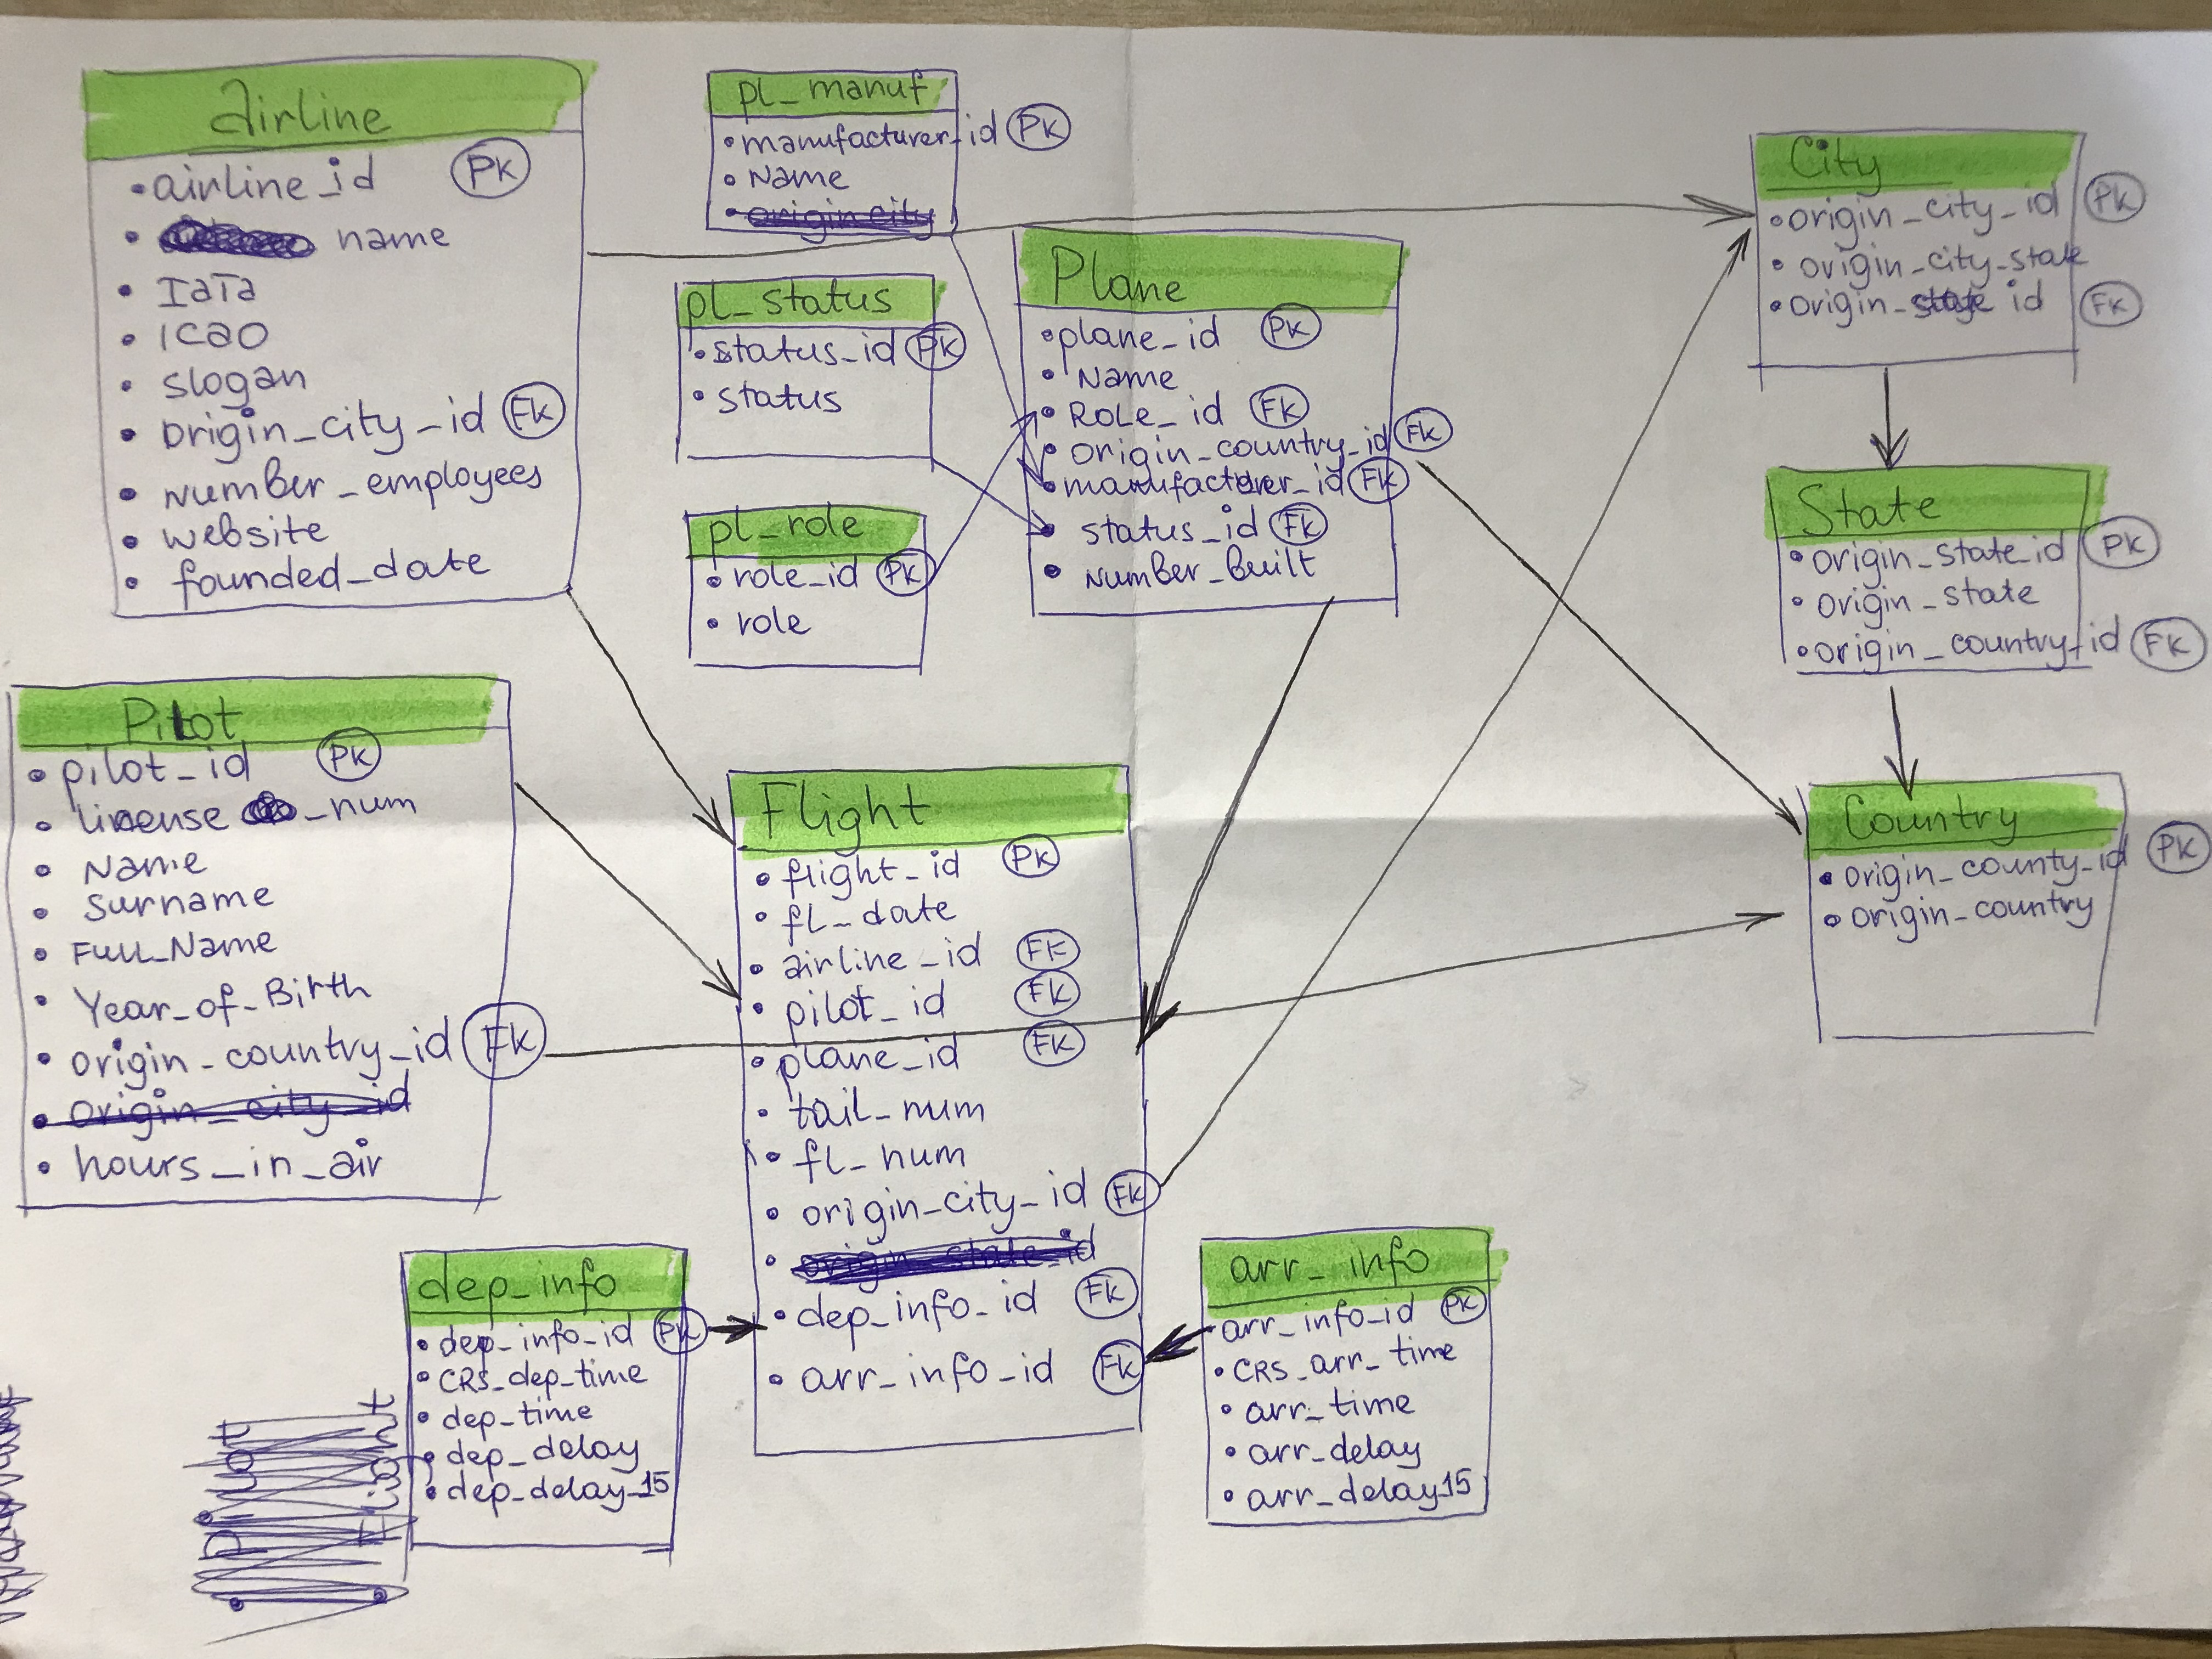 Airline
airline_id PK
name
IATA
ICAO
slogan
origin_city_id FK
Number_employees
website
founded_date
pl_manuf
manufacturer_id PK
Name
origin city
pl_status
status_id PK
status
pl_role
role_id PK
role
Plane
plane_id PK
Name
Role_id FK
origin_country_id FK
manufacturer_id FK
status_id FK
Number_built
City
origin_city_id PK
origin_city_state
origin_state id FK
State
origin_state_id PK
origin_state
origin_country_id FK
Country
origin_county_id PK
origin_country
Pilot
pilot_id PK
license _num
Name
Surname
Full_Name
Year_of_Birth
origin_country_id FK
origin_city_id
hours_in_air
Flight
flight_id PK
fl_date
airline_id FK
pilot_id FK
plane_id FK
tail_num
fl_num
origin_city_id FK
origin_state_id
dep_info_id FK
arr_info_id FK
dep_info
dep_info_id PK
CRS_dep_time
dep_time
dep_delay
dep_delay_15
arr_info
arr_info_id PK
CRS_arr_time
arr_time
arr_delay
arr_delay15
Pilot
Flight